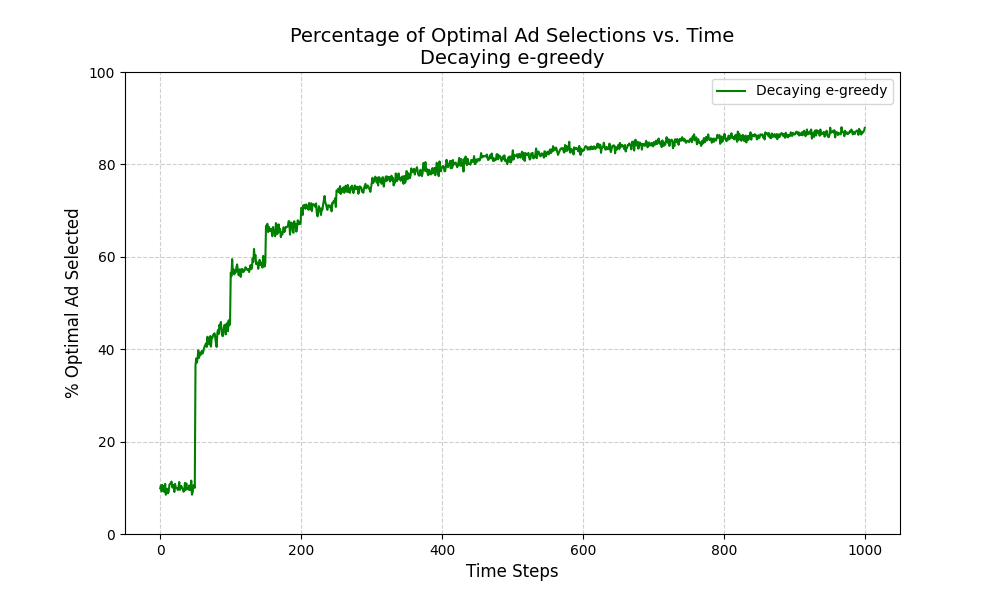 Percentage of Optimal Ad Selections vs. Time
Decaying e-greedy
100
80
60
40
20
0
% Optimal Ad Selected
Decaying e-greedy
0 200 400 600 800 1000
Time Steps